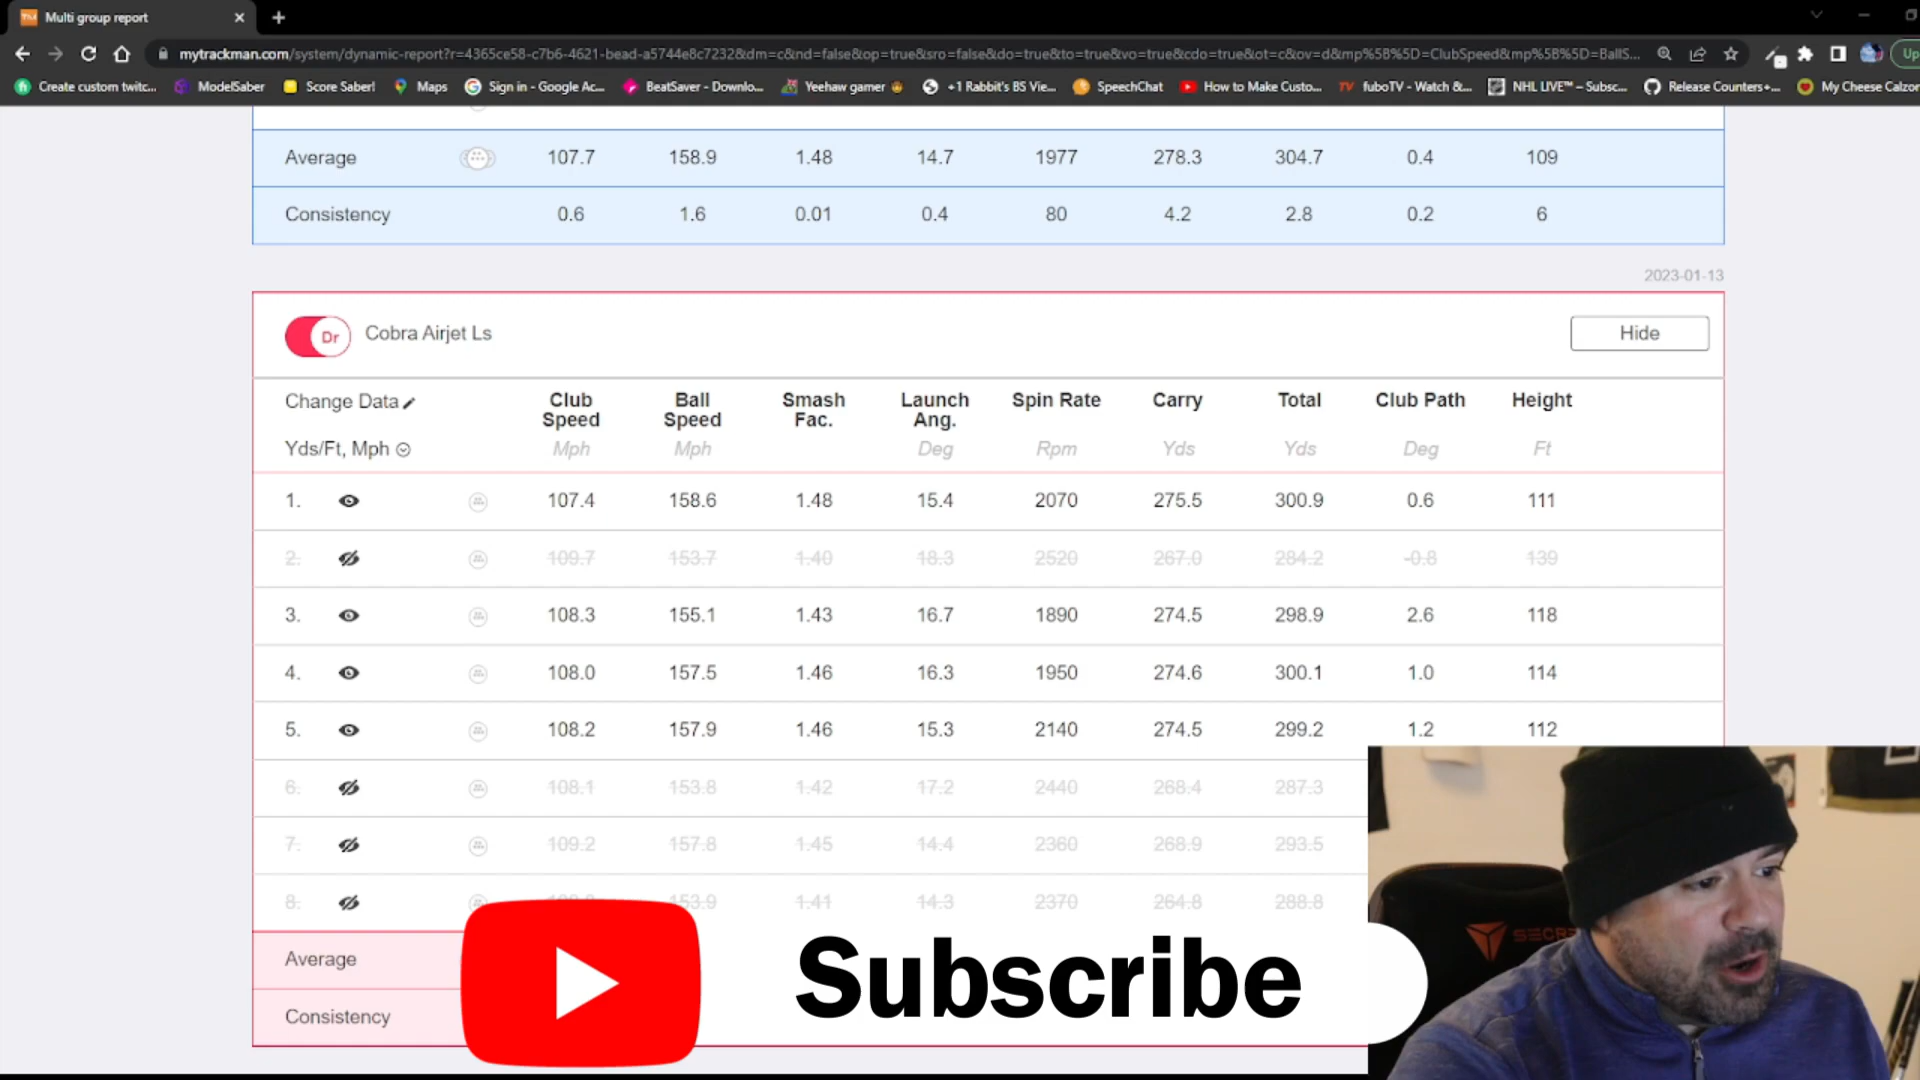 Multi group report
mytrackman.com/system/dynamic-report?r=4365ce58-c7b6-4621-bead-a5744e8c7232&dm=c&nd=false&op=true&sro=false&do=true&to=true&vo=true&cdo=true&ot=c&ov=d&mp%5B%5D=ClubSpeed&mp%5B%5D=BallS... Up
Create custom twitc... ModelSaber Score Saber! Maps Sign in - Google Ac... BeatSaver - Downlo... Yeehaw gamer +1 Rabbit's BS Vie... SpeechChat How to Make Custo... fuboTV - Watch &... NHL LIVE™ – Subsc... Release Counters+... My Cheese Calzor
Average 107.7 158.9 1.48 14.7 1977 278.3 304.7 0.4 109
Consistency 0.6 1.6 0.01 0.4 80 4.2 2.8 0.2 6
2023-01-13
Dr Cobra Airjet Ls Hide
Change Data Club Speed Ball Speed Smash Fac. Launch Ang. Spin Rate Carry Total Club Path Height
Yds/Ft, Mph Mph Mph Deg Rpm Yds Yds Deg Ft
1. 107.4 158.6 1.48 15.4 2070 275.5 300.9 0.6 111
2. 109.7 153.7 1.40 18.3 2520 267.0 284.2 -0.8 139
3. 108.3 155.1 1.43 16.7 1890 274.5 298.9 2.6 118
4. 108.0 157.5 1.46 16.3 1950 274.6 300.1 1.0 114
5. 108.2 157.9 1.46 15.3 2140 274.5 299.2 1.2 112
6. 108.1 153.8 1.42 17.2 2440 268.4 287.3
7. 109.2 157.8 1.45 14.4 2360 268.9 293.5
8. 153.9 1.41 14.3 2370 264.8 288.8
Average
Consistency
Subscribe